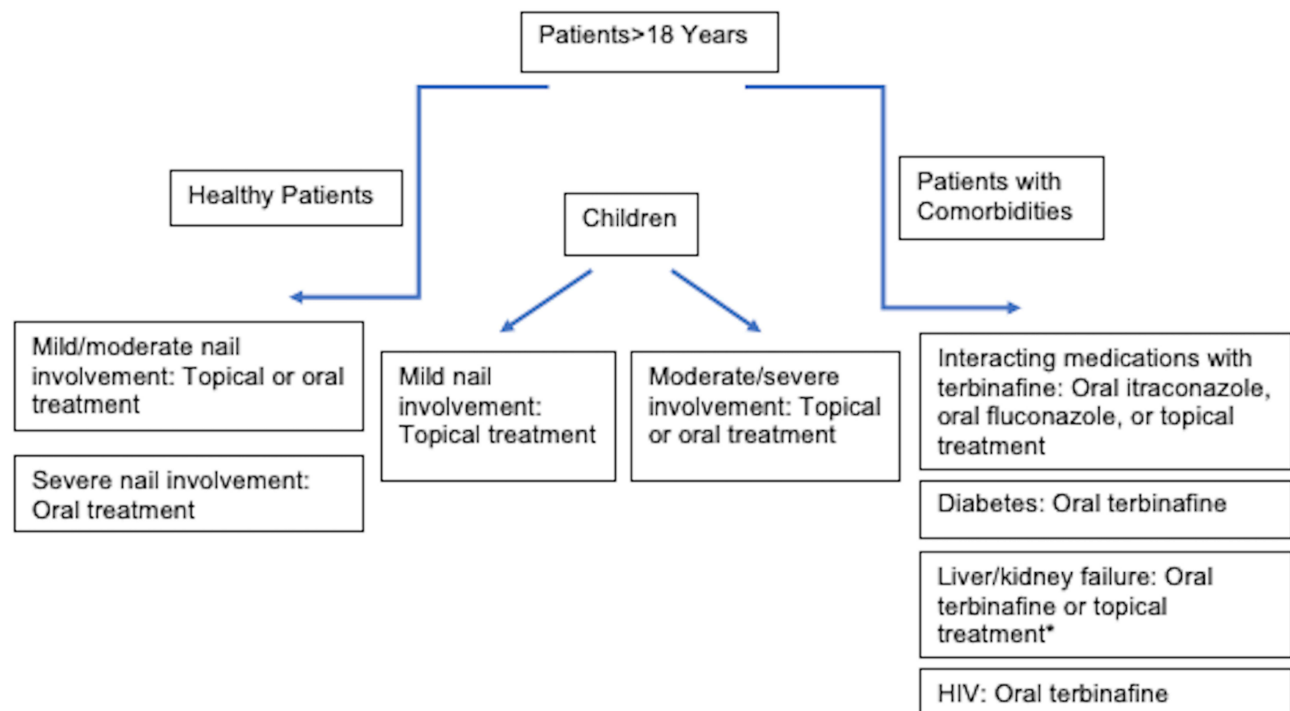 Patients>18 Years
Healthy Patients
Patients with
Comorbidities
Children
Mild/moderate nail
involvement: Topical or oral
treatment
Severe nail involvement:
Oral treatment
Mild nail
involvement:
Topical treatment
Moderate/severe
involvement: Topical
or oral treatment
Interacting medications with
terbinafine: Oral itraconazole,
oral fluconazole, or topical
treatment
Diabetes: Oral terbinafine
Liver/kidney failure: Oral
terbinafine or topical
treatment*
HIV: Oral terbinafine